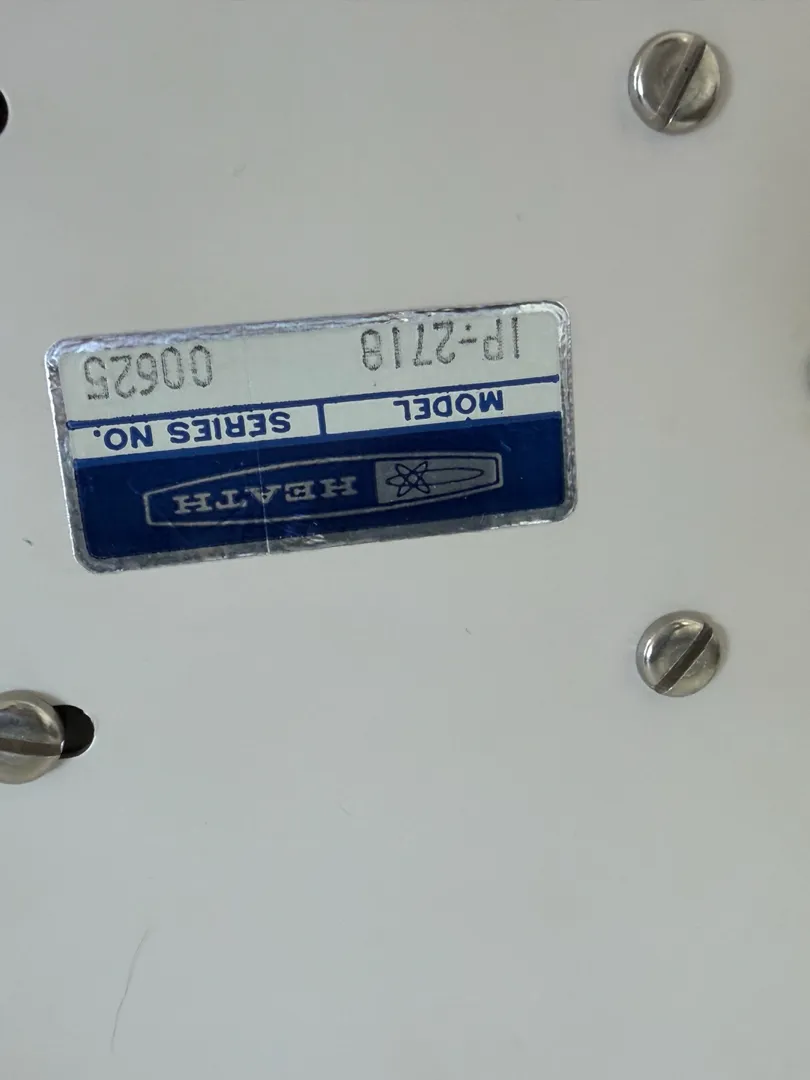 HEATH
MODEL SERIES NO.
IP-2718 00625